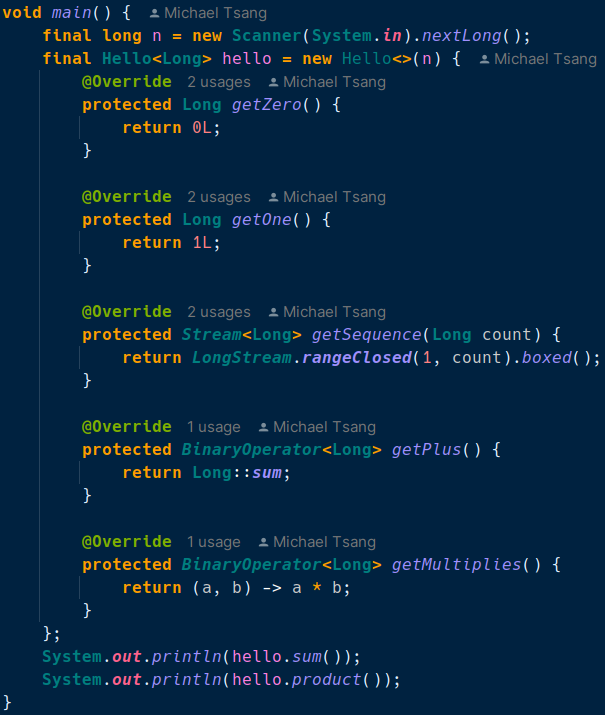 void main() { Michael Tsang
    final long n = new Scanner(System.in).nextLong();
    final Hello<Long> hello = new Hello<>(n) { Michael Tsang
        @Override 2 usages Michael Tsang
        protected Long getZero() {
            return 0L;
        }
        @Override 2 usages Michael Tsang
        protected Long getOne() {
            return 1L;
        }
        @Override 2 usages Michael Tsang
        protected Stream<Long> getSequence(Long count) {
            return LongStream.rangeClosed(1, count).boxed();
        }
        @Override 1 usage Michael Tsang
        protected BinaryOperator<Long> getPlus() {
            return Long::sum;
        }
        @Override 1 usage Michael Tsang
        protected BinaryOperator<Long> getMultiplies() {
            return (a, b) -> a * b;
        }
    };
    System.out.println(hello.sum());
    System.out.println(hello.product());
}